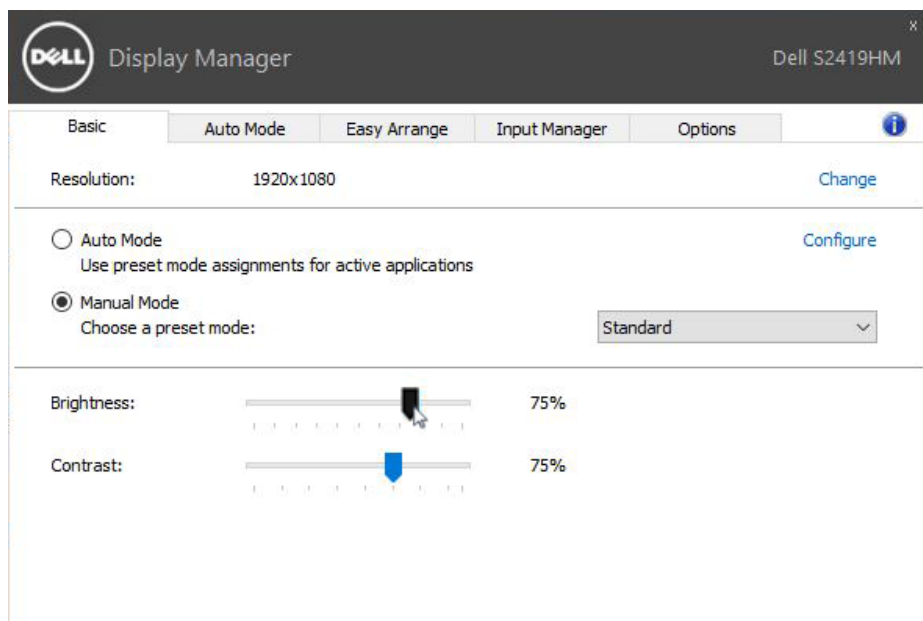 x
DELL Display Manager Dell S2419HM
Basic Auto Mode Easy Arrange Input Manager Options i
Resolution: 1920x1080 Change
Auto Mode Configure
Use preset mode assignments for active applications
Manual Mode
Choose a preset mode: Standard
Brightness: 75%
Contrast: 75%